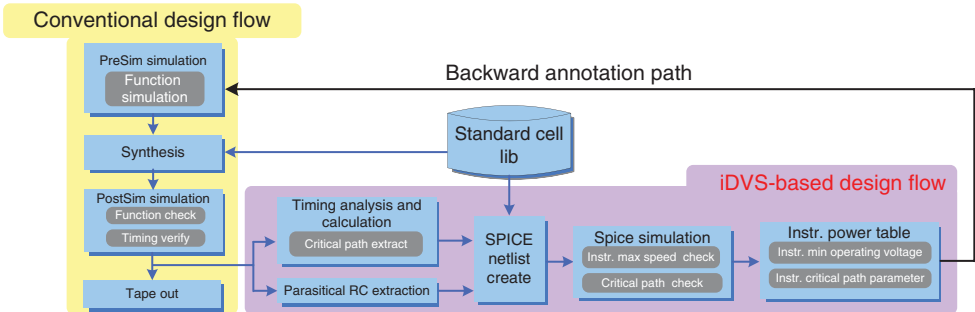 Conventional design flow
PreSim simulation
Function
simulation
Backward annotation path
Synthesis
Standard cell
lib
PostSim simulation
Function check
Timing verify
Tape out
iDVS-based design flow
Timing analysis and
calculation
Critical path extract
Parasitical RC extraction
SPICE
netlist
create
Spice simulation
Instr. max speed check
Critical path check
Instr. power table
Instr. min operating voltage
Instr. critical path parameter